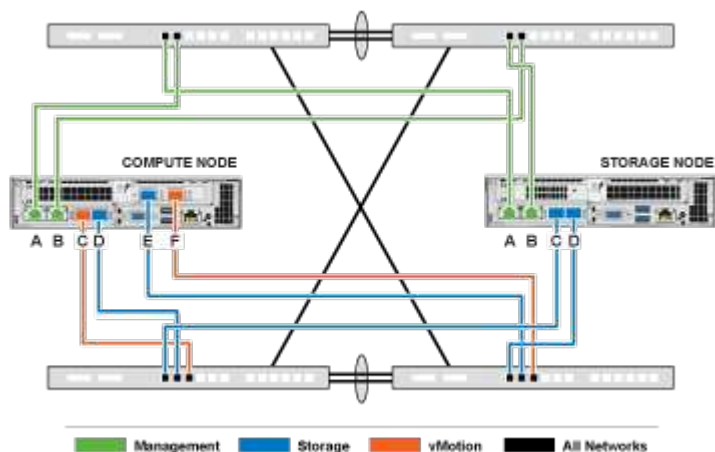 COMPUTE NODE
STORAGE NODE
A B C D E F
A B C D
Management Storage vMotion All Networks